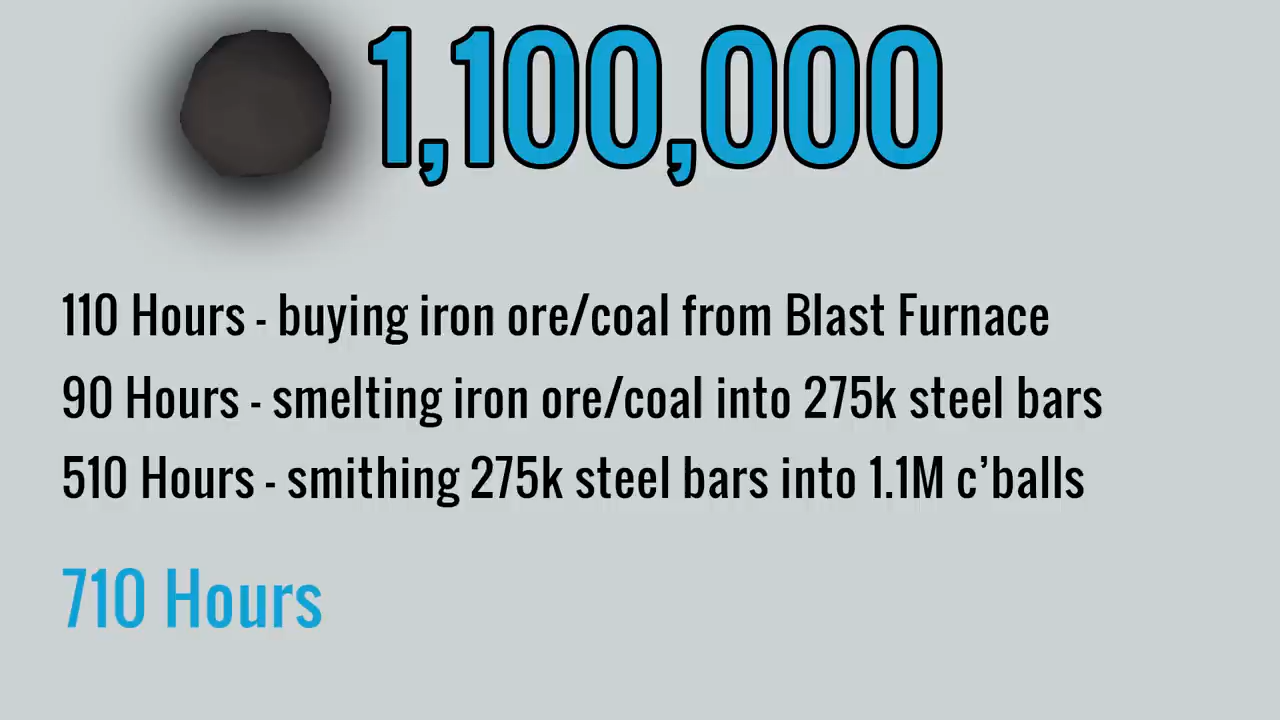 1,100,000
110 Hours - buying iron ore/coal from Blast Furnace
90 Hours - smelting iron ore/coal into 275k steel bars
510 Hours - smithing 275k steel bars into 1.1M c’balls
710 Hours